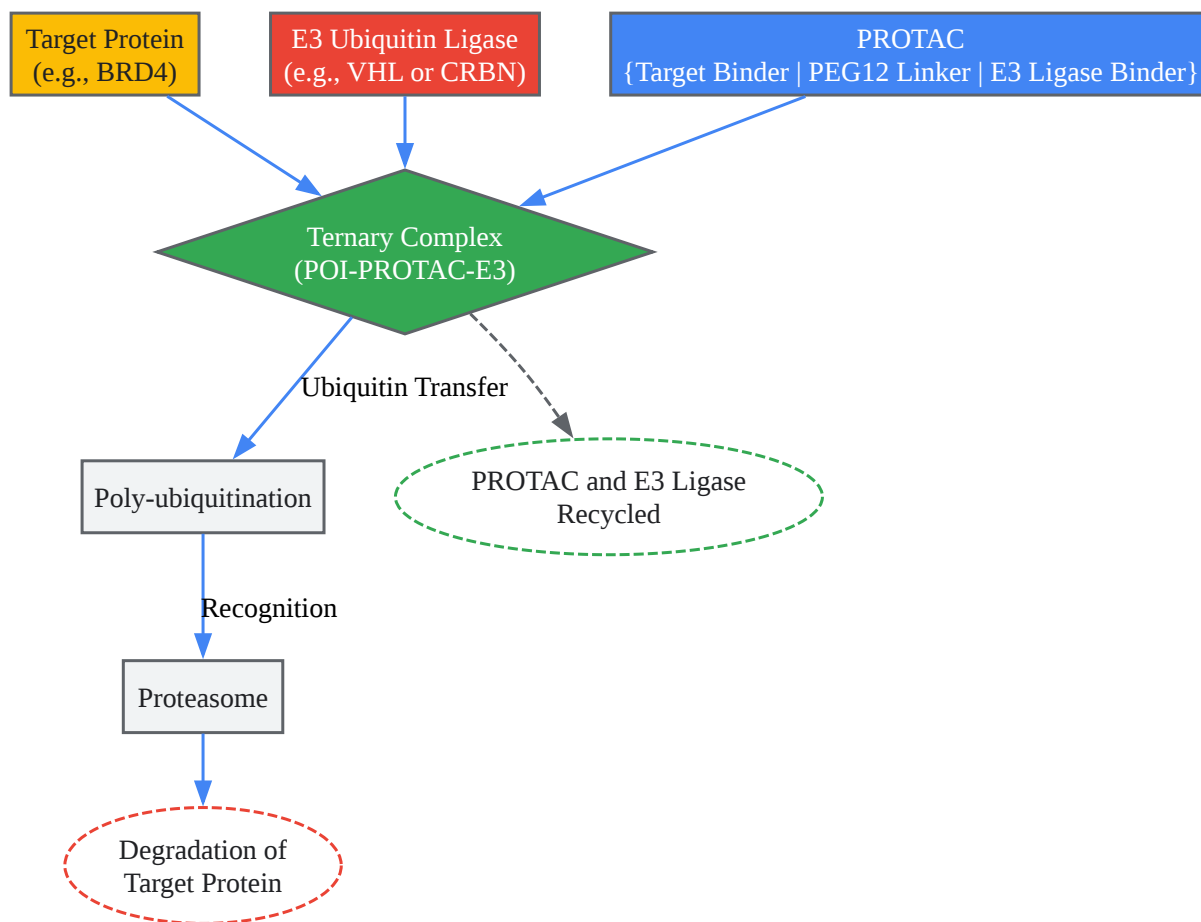 Target Protein
(e.g., BRD4)
E3 Ubiquitin Ligase
(e.g., VHL or CRBN)
PROTAC
{Target Binder | PEG12 Linker | E3 Ligase Binder}
Ternary Complex
(POI-PROTAC-E3)
Ubiquitin Transfer
Poly-ubiquitination
PROTAC and E3 Ligase
Recycled
Recognition
Proteasome
Degradation of
Target Protein